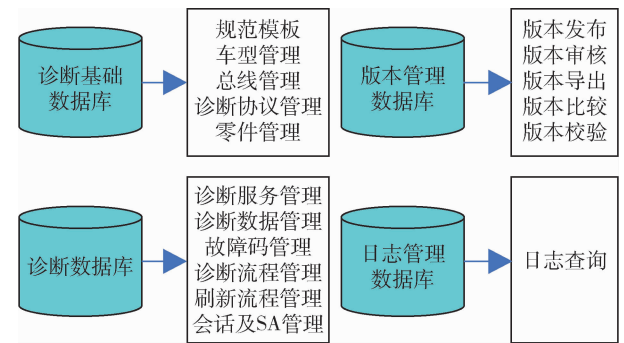 诊断基础
数据库
规范模板
车型管理
总线管理
诊断协议管理
零件管理
版本管理
数据库
版本发布
版本审核
版本导出
版本比较
版本校验
诊断数据库
诊断服务管理
诊断数据管理
故障码管理
诊断流程管理
刷新流程管理
会话及SA管理
日志管理
数据库
日志查询